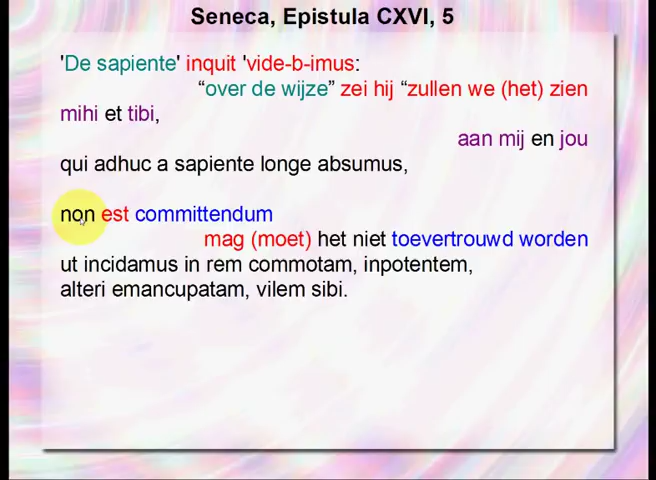 Seneca, Epistula CXVI, 5
'De sapiente' inquit 'vide-b-imus:
“over de wijze” zei hij “zullen we (het) zien
mihi et tibi,
aan mij en jou
qui adhuc a sapiente longe absumus,
non est committendum
mag (moet) het niet toevertrouwd worden
ut incidamus in rem commotam, inpotentem,
alteri emancupatam, vilem sibi.